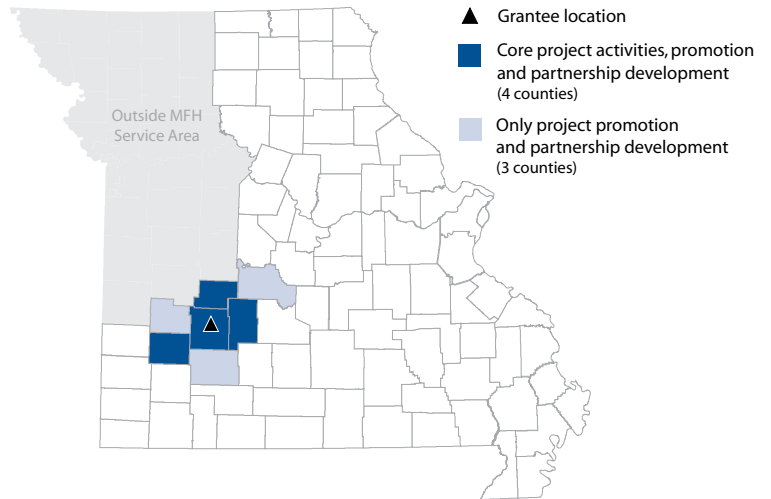 Grantee location
Core project activities, promotion
and partnership development
(4 counties)
Only project promotion
and partnership development
(3 counties)
Outside MFH
Service Area